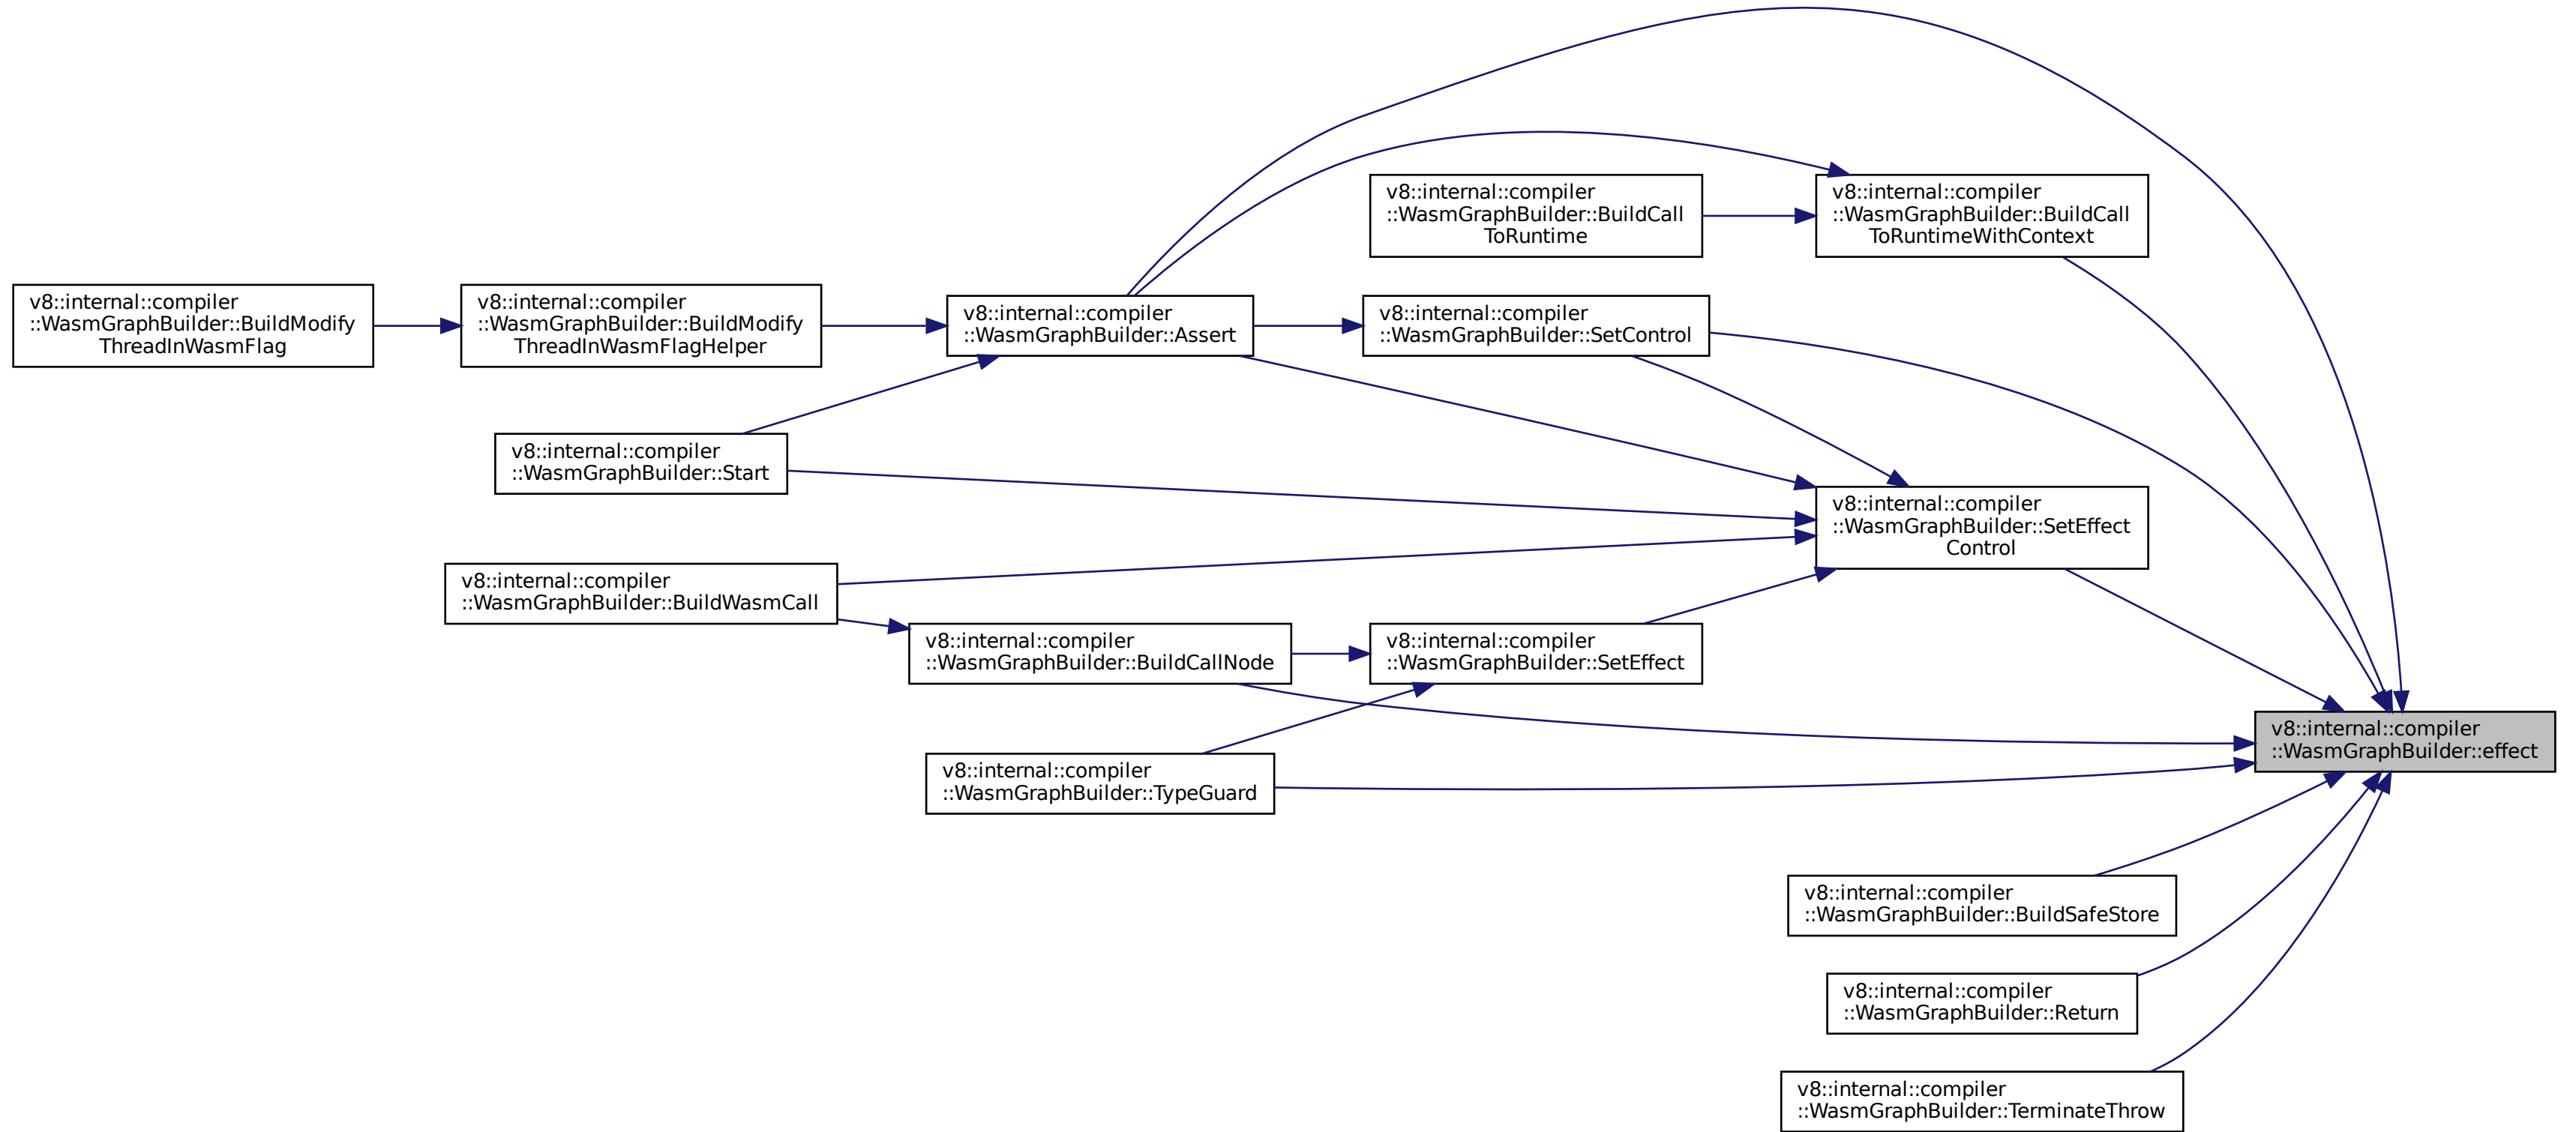 v8::internal::compiler
::WasmGraphBuilder::BuildCall
ToRuntime
v8::internal::compiler
::WasmGraphBuilder::BuildCall
ToRuntimeWithContext
v8::internal::compiler
::WasmGraphBuilder::BuildModify
ThreadInWasmFlag
v8::internal::compiler
::WasmGraphBuilder::BuildModify
ThreadInWasmFlagHelper
v8::internal::compiler
::WasmGraphBuilder::Assert
v8::internal::compiler
::WasmGraphBuilder::SetControl
v8::internal::compiler
::WasmGraphBuilder::Start
v8::internal::compiler
::WasmGraphBuilder::SetEffect
Control
v8::internal::compiler
::WasmGraphBuilder::BuildWasmCall
v8::internal::compiler
::WasmGraphBuilder::BuildCallNode
v8::internal::compiler
::WasmGraphBuilder::SetEffect
v8::internal::compiler
::WasmGraphBuilder::effect
v8::internal::compiler
::WasmGraphBuilder::TypeGuard
v8::internal::compiler
::WasmGraphBuilder::BuildSafeStore
v8::internal::compiler
::WasmGraphBuilder::Return
v8::internal::compiler
::WasmGraphBuilder::TerminateThrow